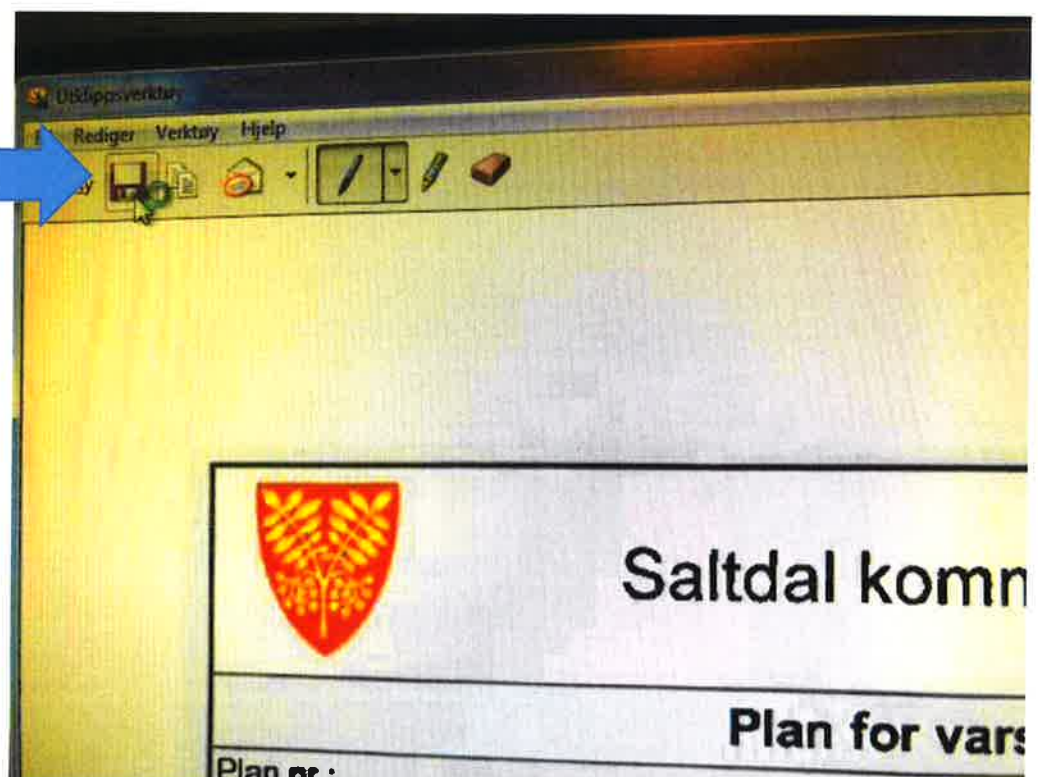 Utklippsverktøy
Rediger Verktøy Hjelp
Saltdal komm
Plan for vars
Plan nr.: